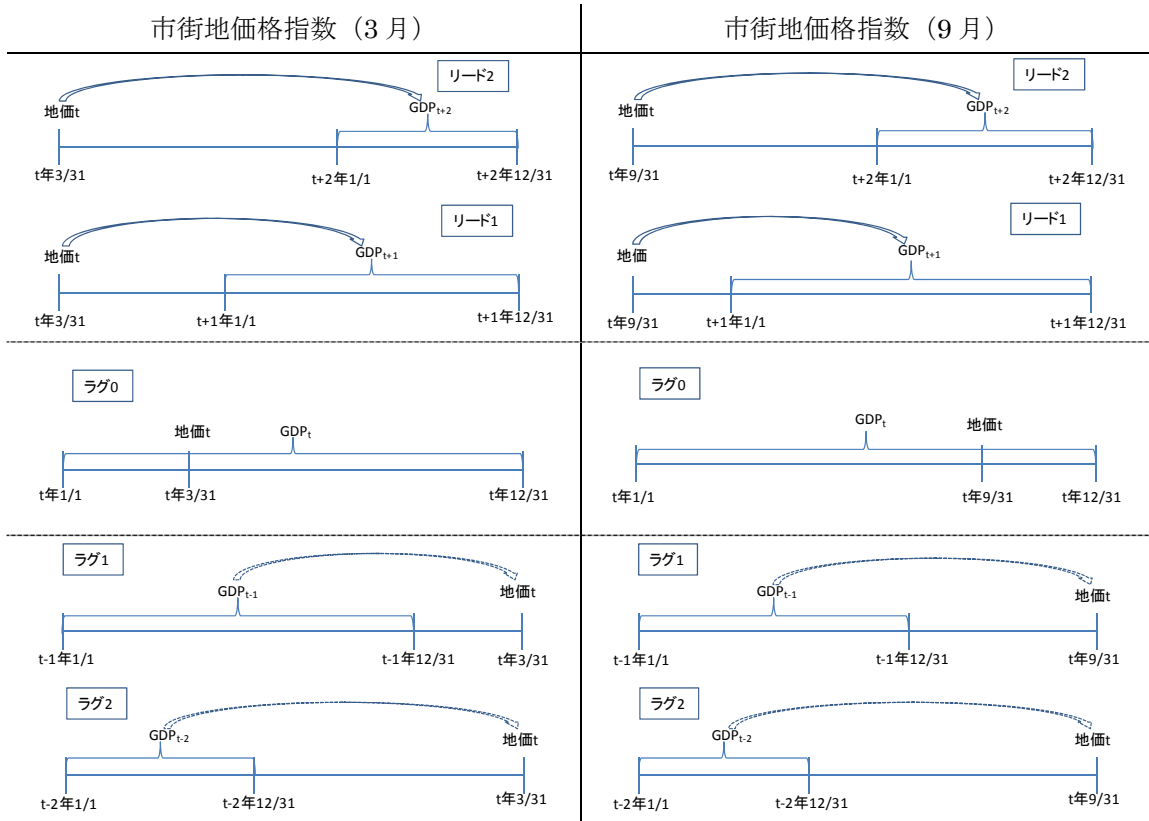 市街地価格指数（3 月）
市街地価格指数（9 月）
リード2
地価t
GDPt+2
t年3/31
t+2年1/1
t+2年12/31
リード1
地価t
GDPt+1
t年3/31
t+1年1/1
t+1年12/31
リード2
地価t
GDPt+2
t年9/31
t+2年1/1
t+2年12/31
リード1
地価
GDPt+1
t年9/31
t+1年1/1
t+1年12/31
ラグ0
地価t
GDPt
t年1/1
t年3/31
t年12/31
ラグ0
GDPt
地価t
t年1/1
t年9/31
t年12/31
ラグ1
GDPt-1
地価t
t-1年1/1
t-1年12/31
t年3/31
ラグ2
GDPt-2
地価t
t-2年1/1
t-2年12/31
t年3/31
ラグ1
GDPt-1
地価t
t-1年1/1
t-1年12/31
t年9/31
ラグ2
GDPt-2
地価t
t-2年1/1
t-2年12/31
t年9/31